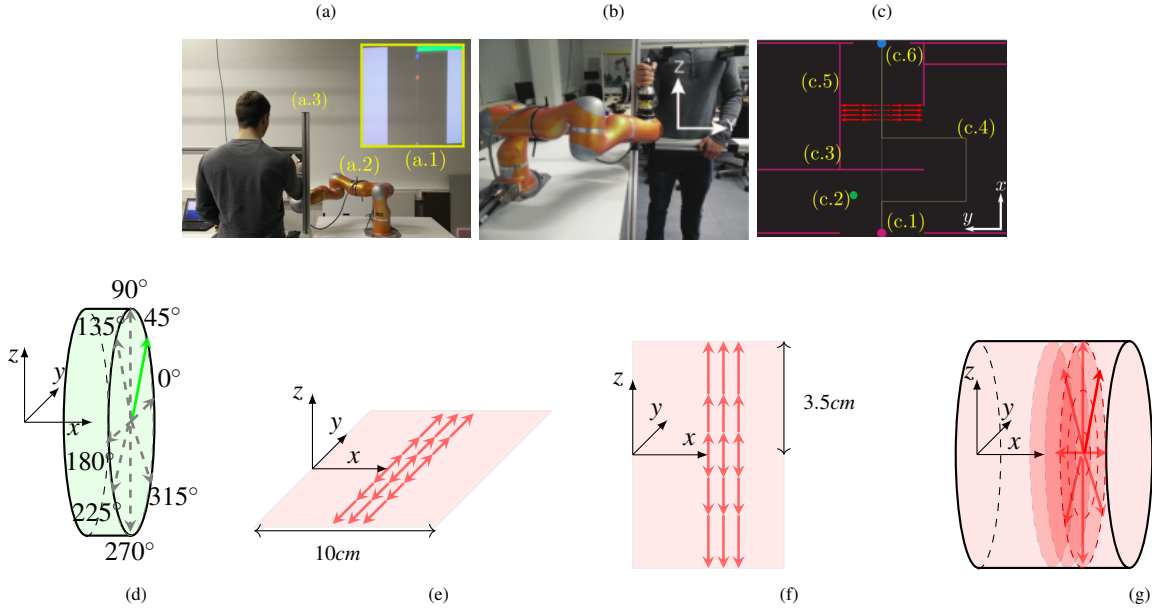 (a)
(b)
(c)
(a.3)
(a.2)
(a.1)
z
y
(c.6)
(c.5)
(c.4)
(c.3)
(c.2)
(c.1)
x
y
90°
135°
45°
0°
180°
225°
315°
270°
z
y
x
(d)
z
y
x
10cm
(e)
z
y
x
3.5cm
(f)
z
y
x
(g)